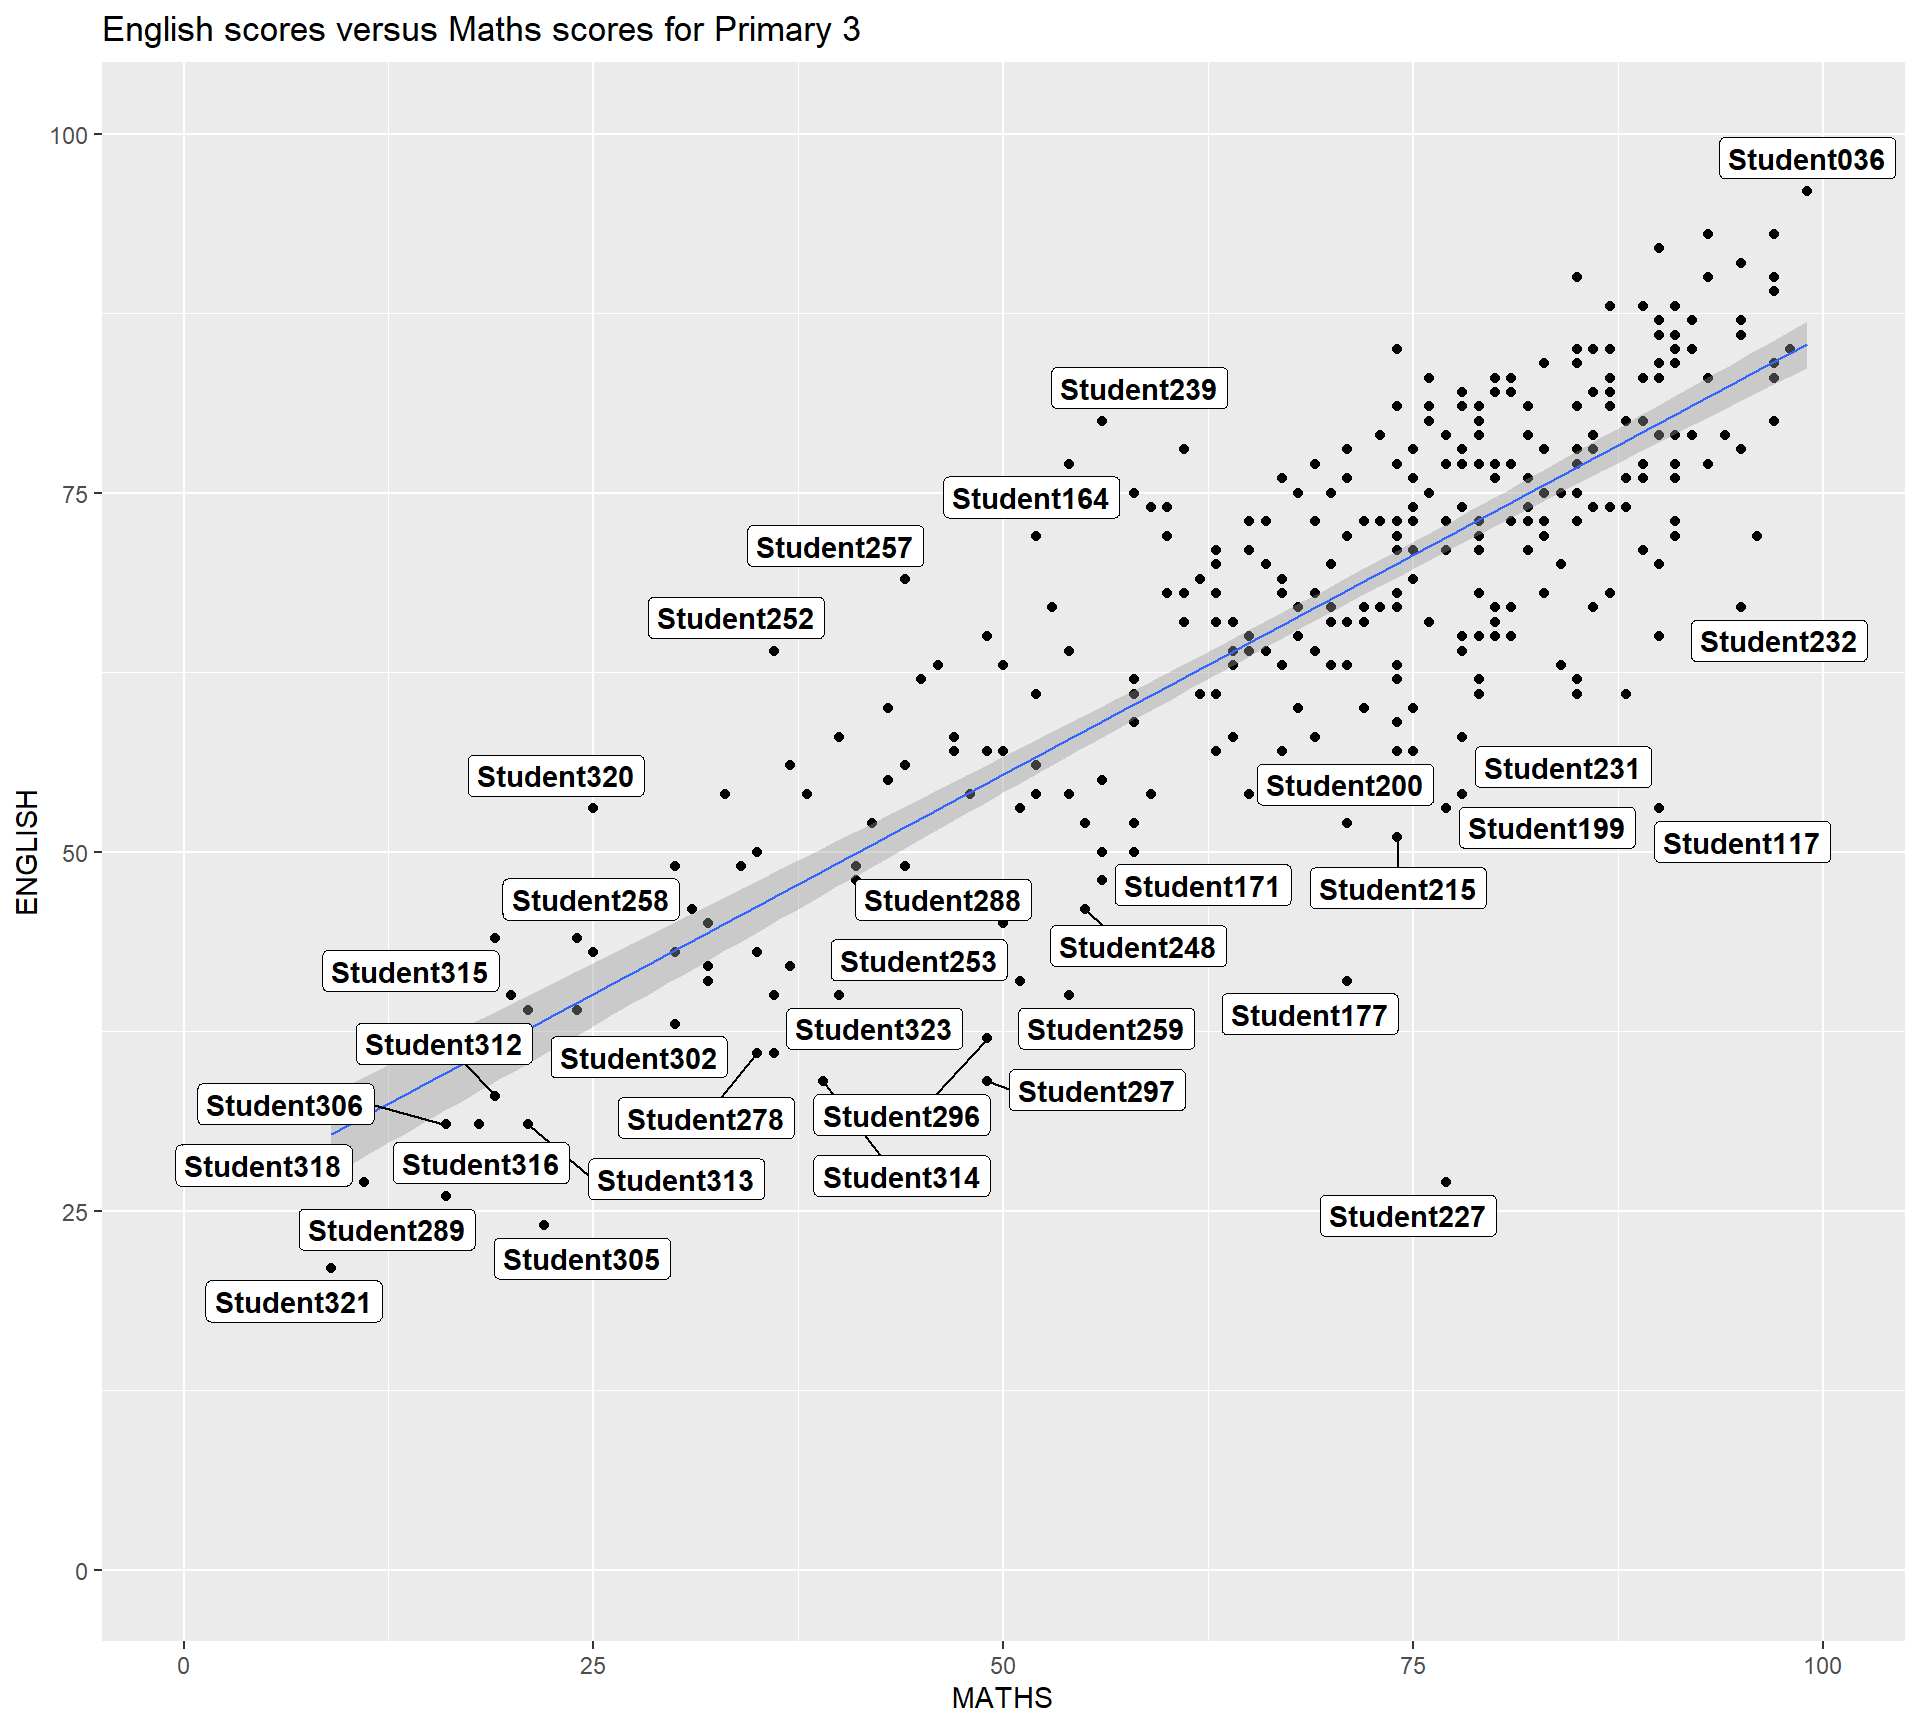 English scores versus Maths scores for Primary 3
100
Student036
Student239
75
Student164
Student257
Student252
Student232
Student320
Student231
Student200
Student199
Student117
50
Student171
Student215
Student258
Student288
Student248
Student253
Student315
Student177
Student323
Student259
Student312
Student302
Student297
Student306
Student296
Student278
Student318
Student316
Student314
Student313
25
Student227
Student289
Student305
Student321
0
0 25 50 75 100
MATHS
ENGLISH